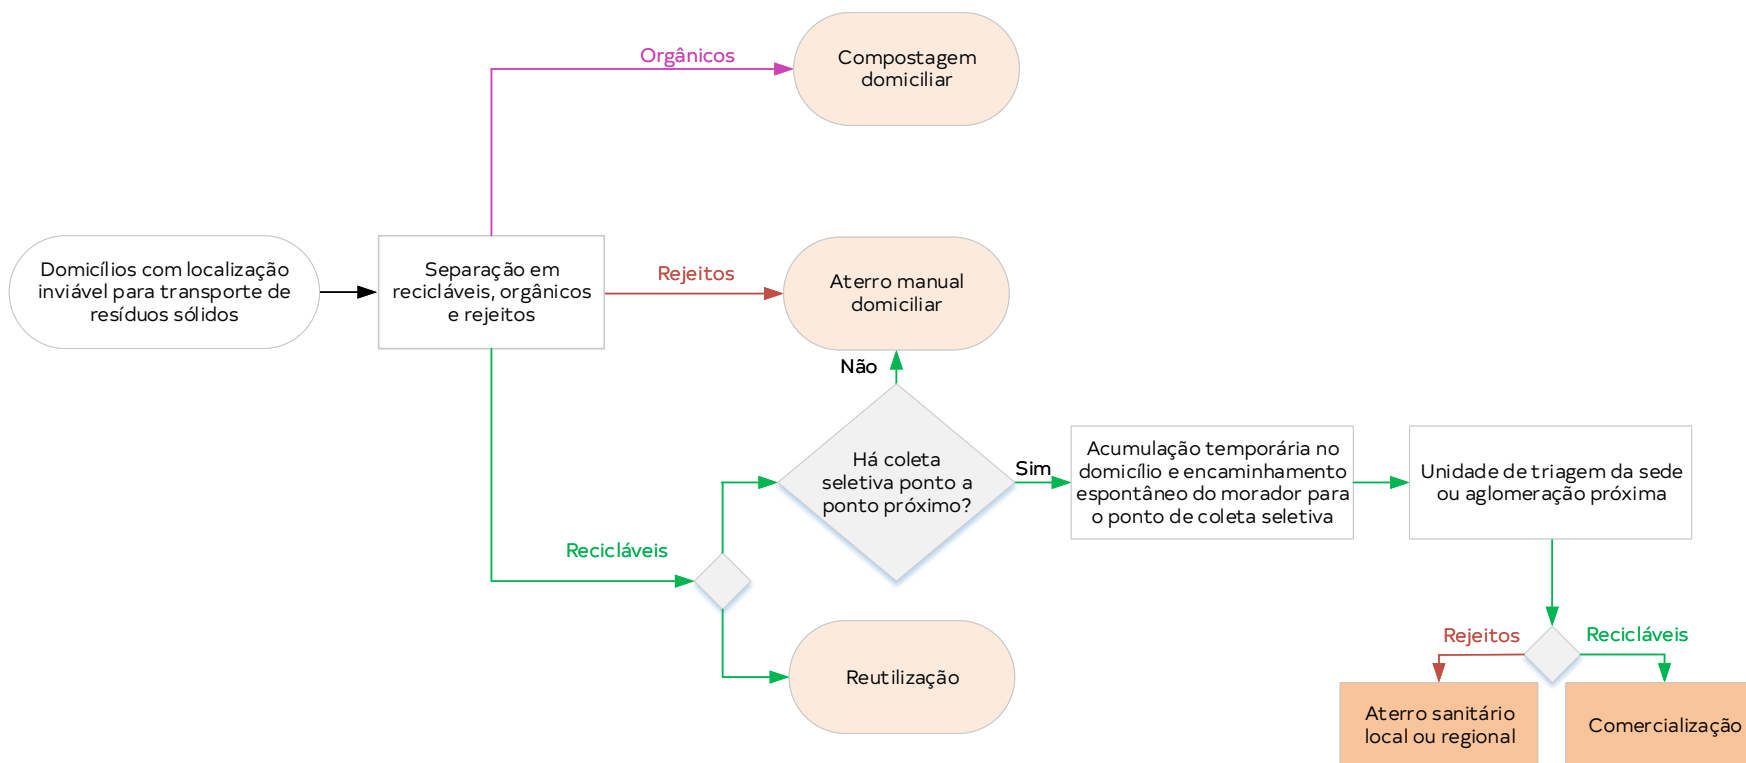 Orgânicos
Compostagem
domiciliar
Domicílios com localização
inviável para transporte de
resíduos sólidos
Separação em
recicláveis, orgânicos
e rejeitos
Rejeitos
Aterro manual
domiciliar
Não
Há coleta
seletiva ponto a
ponto próximo?
Sim
Acumulação temporária no
domicílio e encaminhamento
espontâneo do morador para
o ponto de coleta seletiva
Unidade de triagem da sede
ou aglomeração próxima
Recicláveis
Reutilização
Rejeitos
Recicláveis
Aterro sanitário
local ou regional
Comercialização